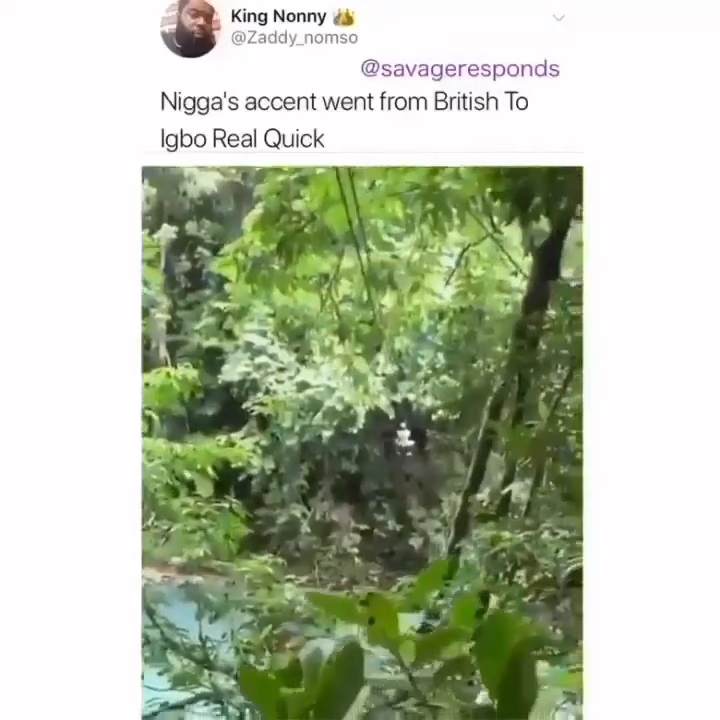 King Nonny 👑
@Zaddy_nomso
@savageresponds
Nigga's accent went from British To
Igbo Real Quick